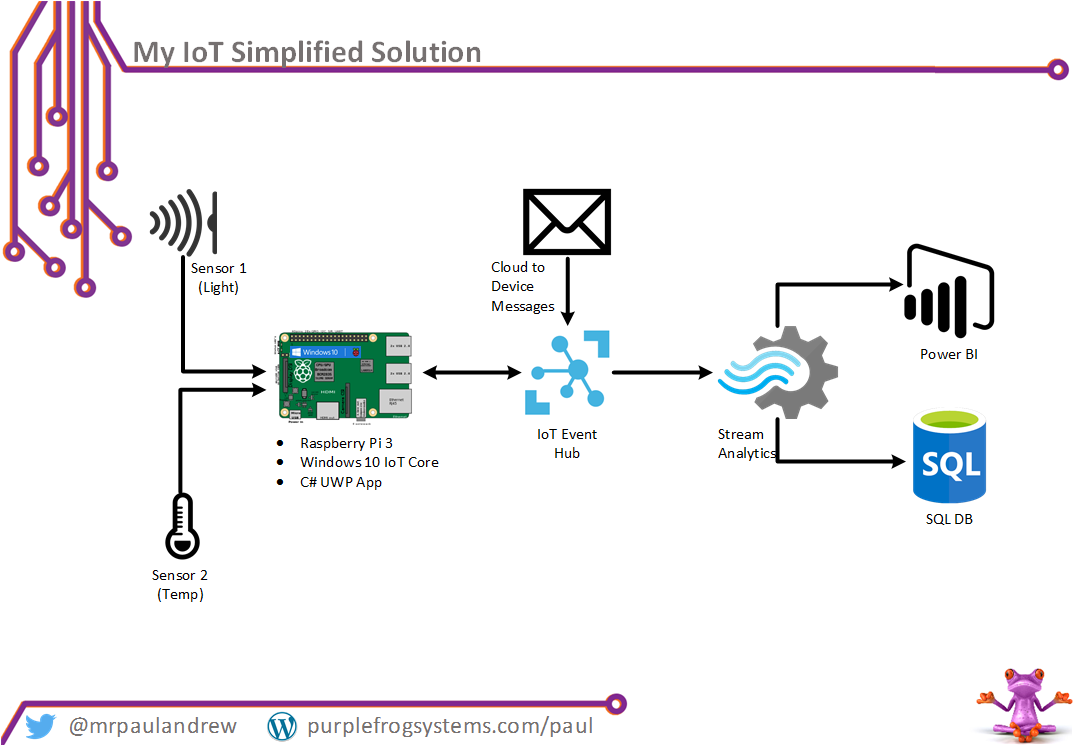 My IoT Simplified Solution
Sensor 1
(Light)
Cloud to
Device
Messages
Windows 10
HDMI
Raspberry Pi 3
Windows 10 IoT Core
C# UWP App
IoT Event
Hub
Stream
Analytics
Power BI
SQL
SQL DB
Sensor 2
(Temp)
@mrpaulandrew
purplefrogsystems.com/paul